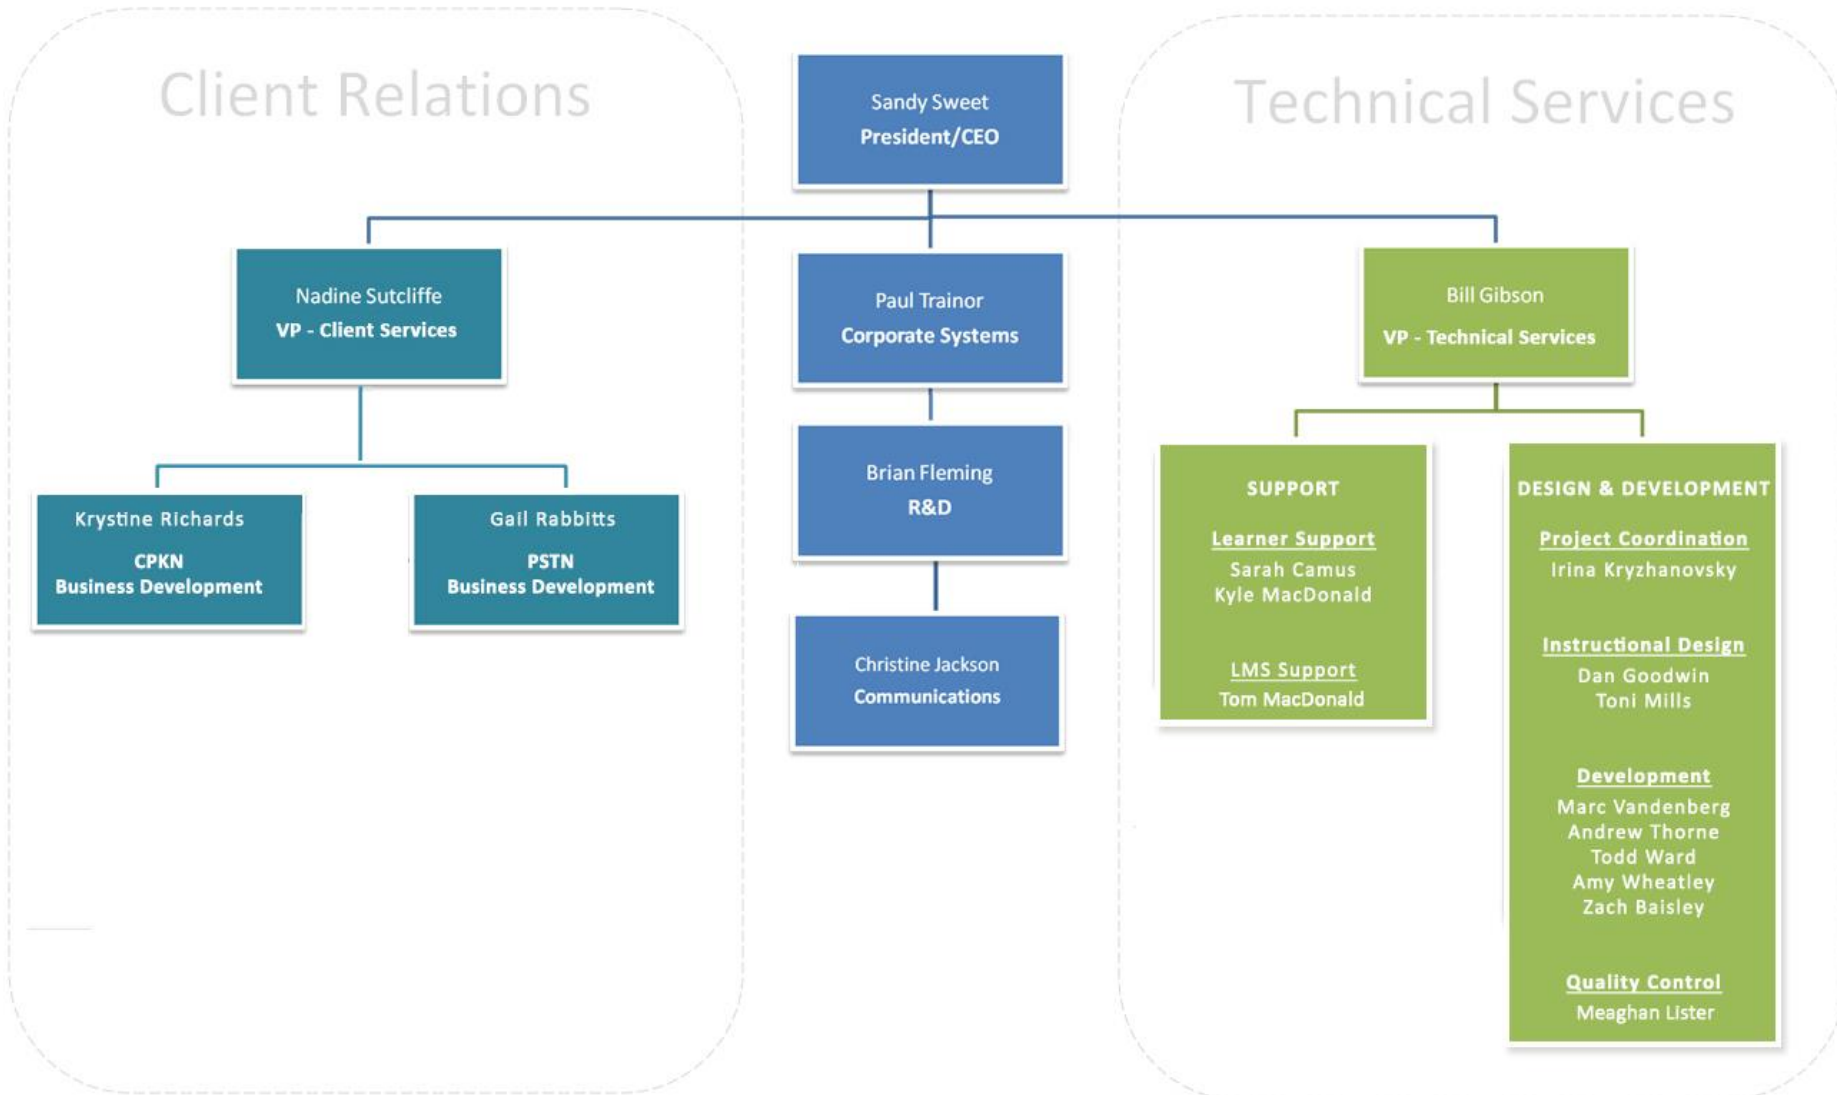 Client Relations
Technical Services
Sandy Sweet
President/CEO
Nadine Sutcliffe
VP - Client Services
Paul Trainor
Corporate Systems
Bill Gibson
VP - Technical Services
Krystine Richards
CPKN
Business Development
Gail Rabbitts
PSTN
Business Development
Brian Fleming
R&D
Christine Jackson
Communications
SUPPORT
Learner Support
Sarah Camus
Kyle MacDonald
LMS Support
Tom MacDonald
DESIGN & DEVELOPMENT
Project Coordination
Irina Kryzhanovsky
Instructional Design
Dan Goodwin
Toni Mills
Development
Marc Vandenberg
Andrew Thorne
Todd Ward
Amy Wheatley
Zach Baisley
Quality Control
Meaghan Lister